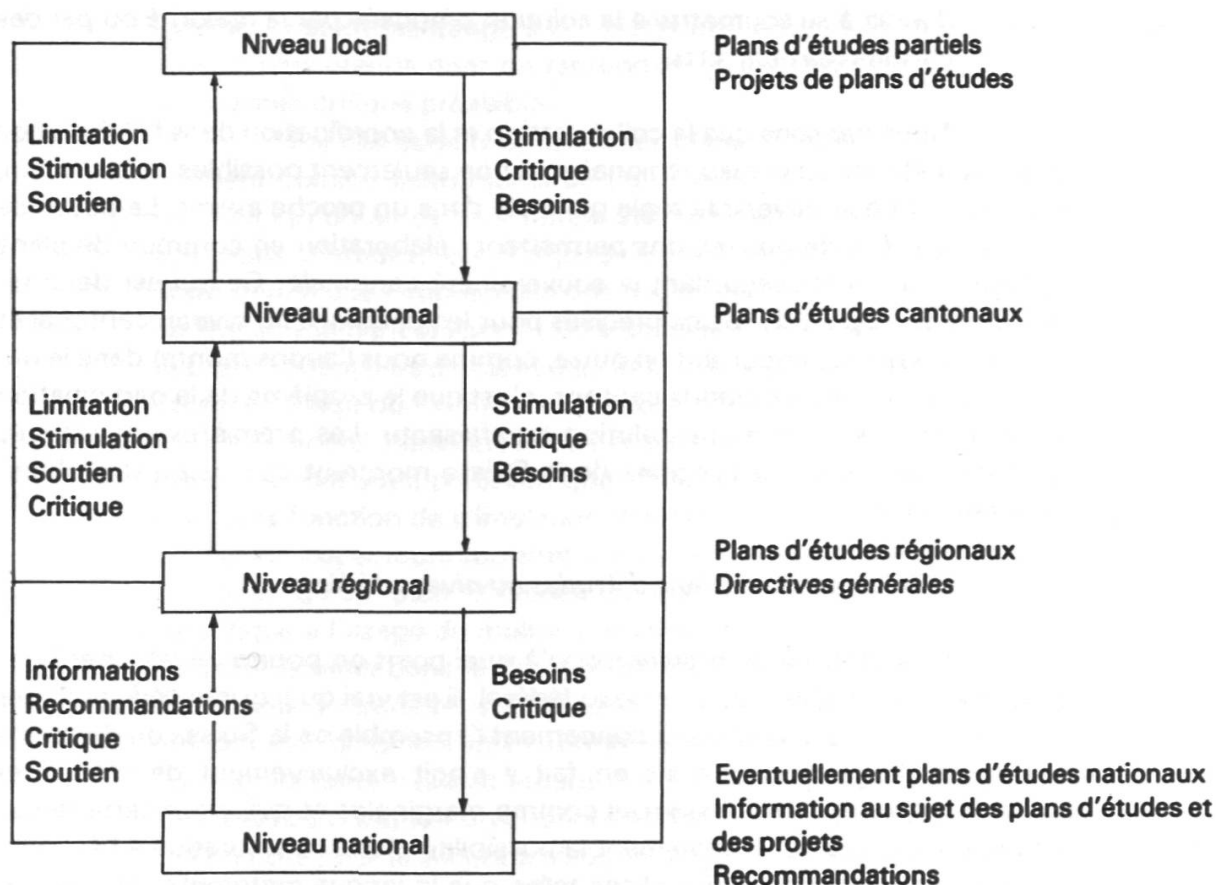 Niveau local
Plans d'études partiels
Projets de plans d'études
Limitation
Stimulation
Soutien
Stimulation
Critique
Besoins
Niveau cantonal
Plans d'études cantonaux
Limitation
Stimulation
Soutien
Critique
Stimulation
Critique
Besoins
Niveau régional
Plans d'études régionaux
Directives générales
Informations
Recommandations
Critique
Soutien
Besoins
Critique
Niveau national
Eventuellement plans d'études nationaux
Information au sujet des plans d'études et
des projets
Recommandations